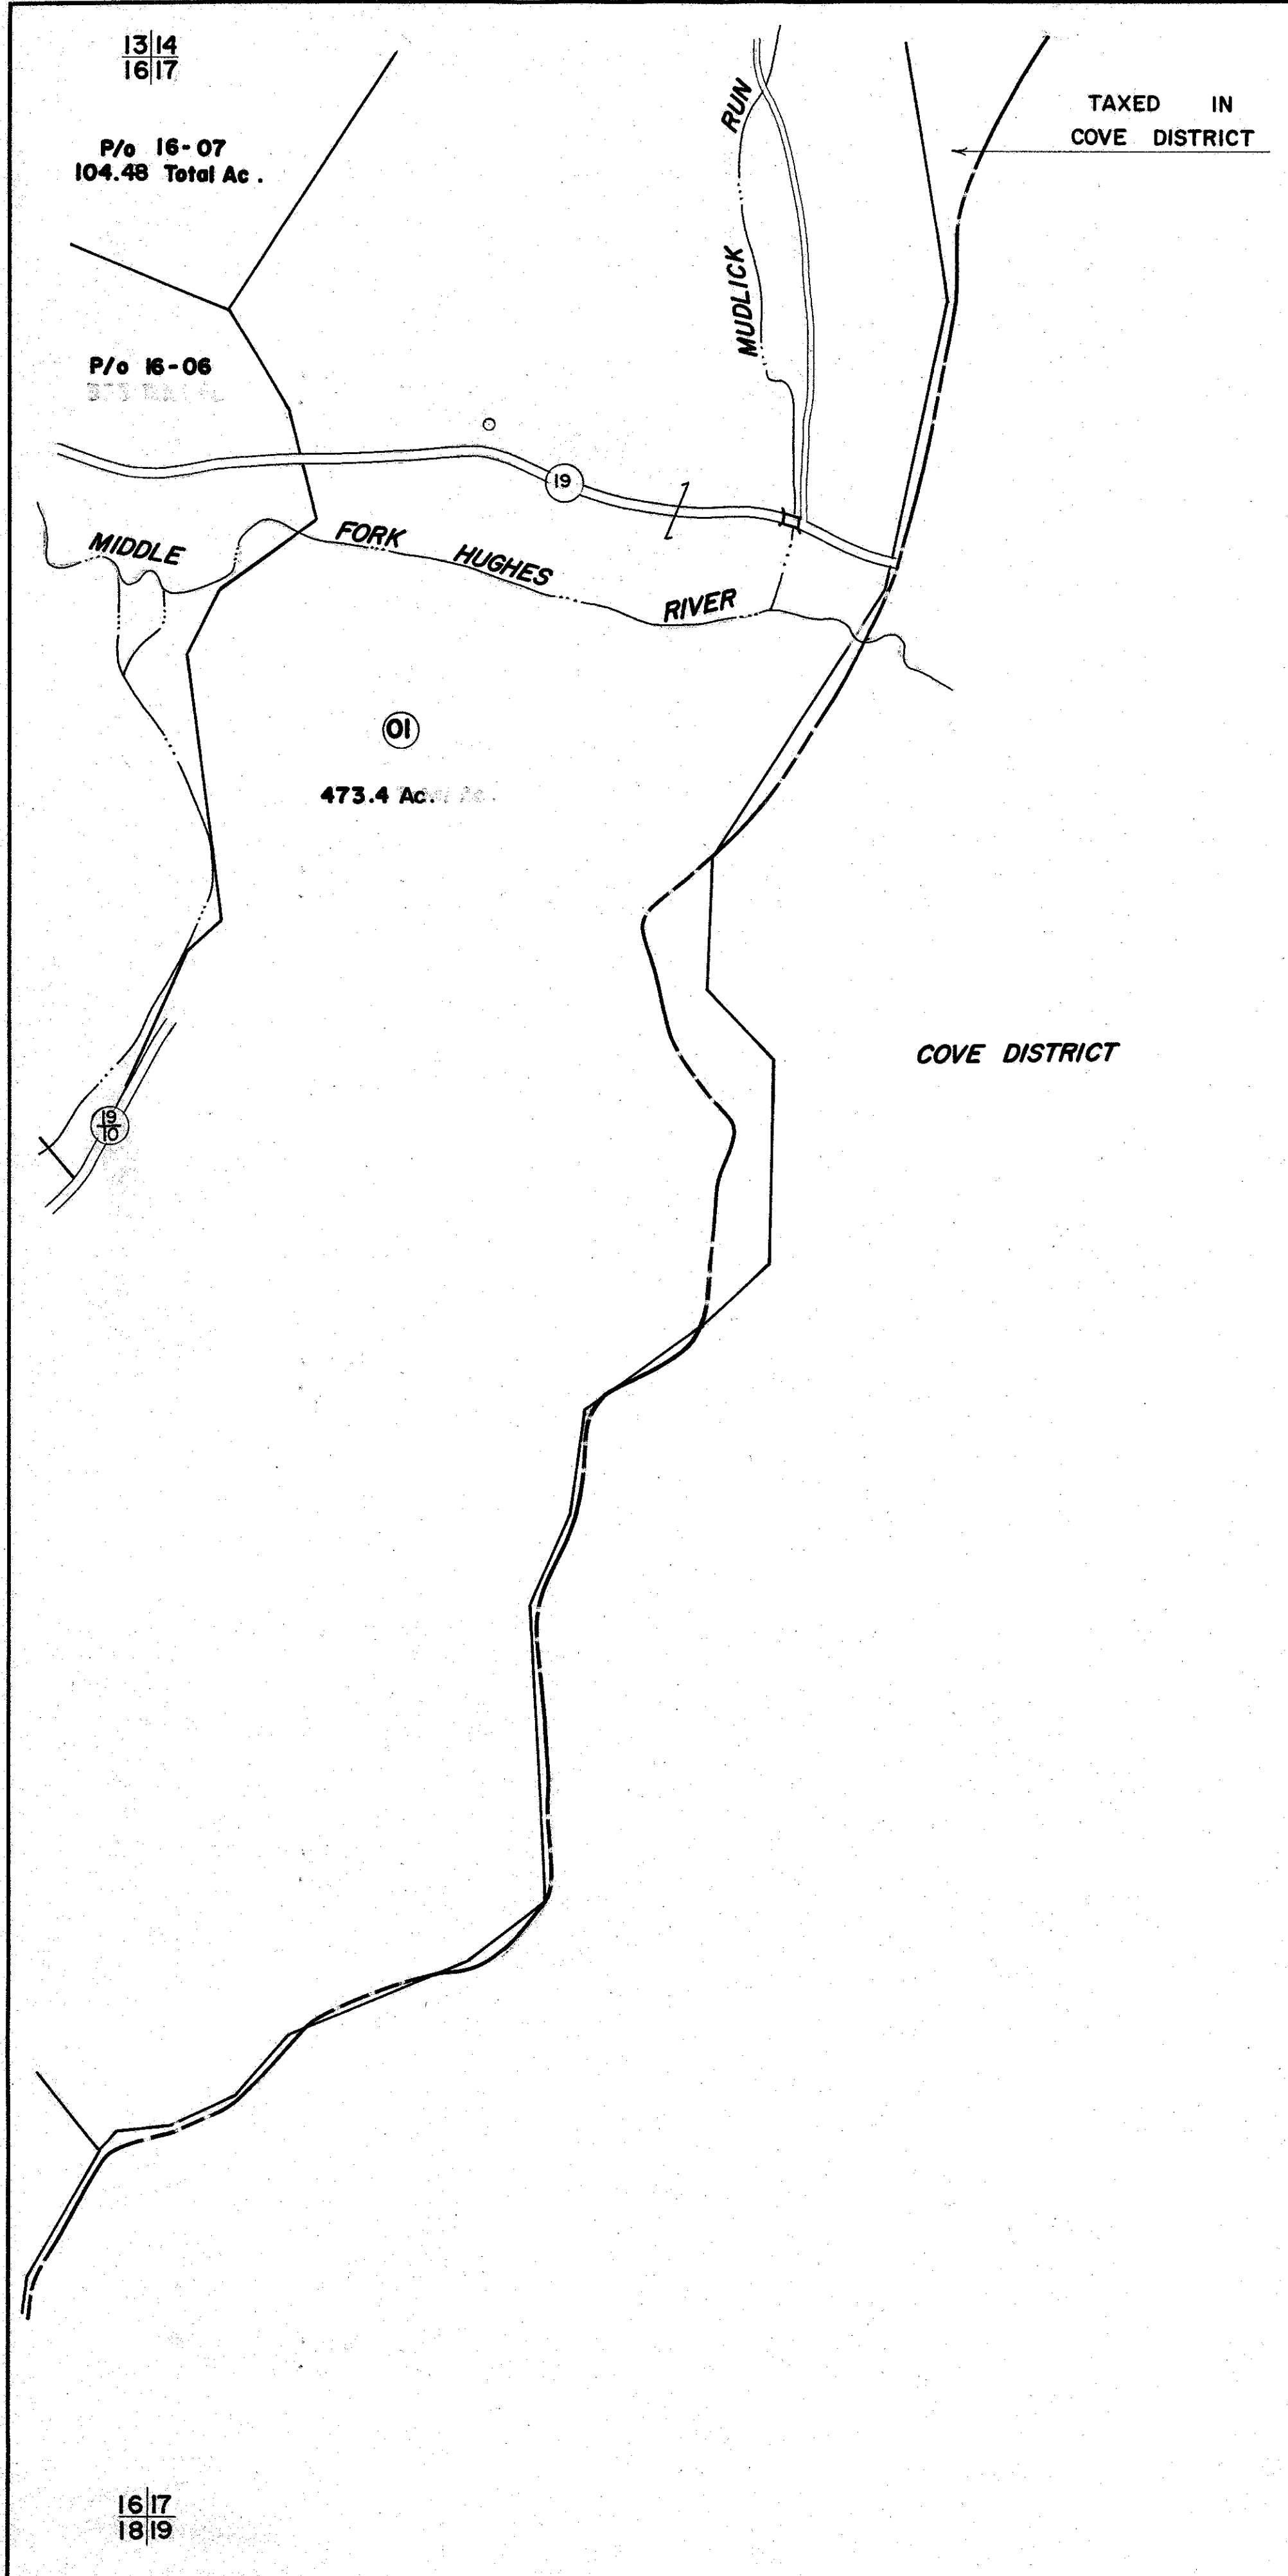 13|14
16|17
P/o 16-07
104.48 Total Ac.
RUN
MUDLICK
TAXED IN
COVE DISTRICT
P/o 16-06
19
MIDDLE FORK HUGHES RIVER
01
473.4 Ac.
COVE DISTRICT
19
10
16|17
18|19